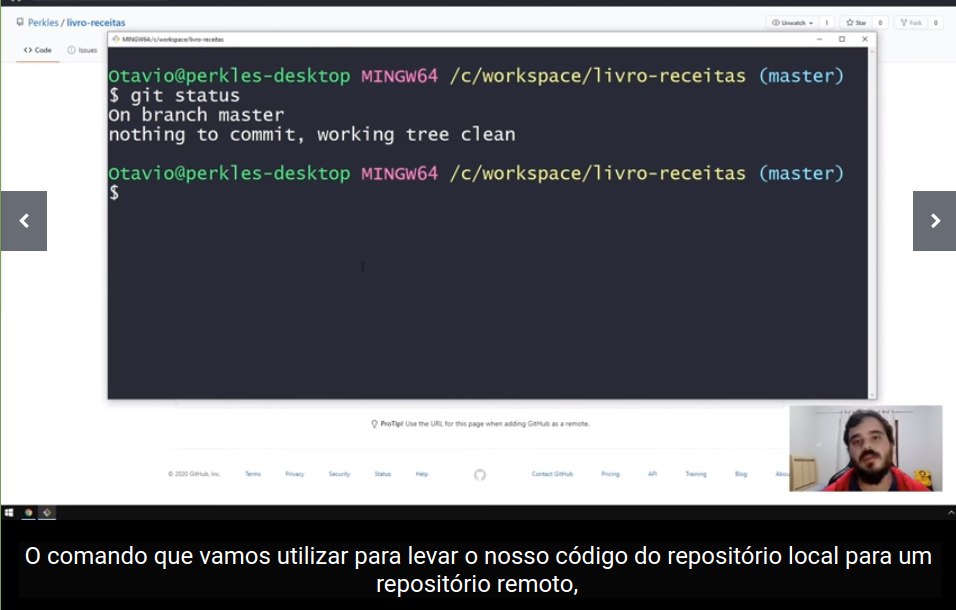 Perkles / livro-receitas
Unwatch 1 Star 0 Fork 0
Code Issues
MINGW64:/c/workspace/livro-receitas
Otavio@perkles-desktop MINGW64 /c/workspace/livro-receitas (master)
$ git status
On branch master
nothing to commit, working tree clean
Otavio@perkles-desktop MINGW64 /c/workspace/livro-receitas (master)
$
ProTip! Use the URL for this page when adding GitHub as a remote.
© 2020 GitHub, Inc. Terms Privacy Security Status Help Contact GitHub Pricing API Training Blog
O comando que vamos utilizar para levar o nosso código do repositório local para um
repositório remoto,